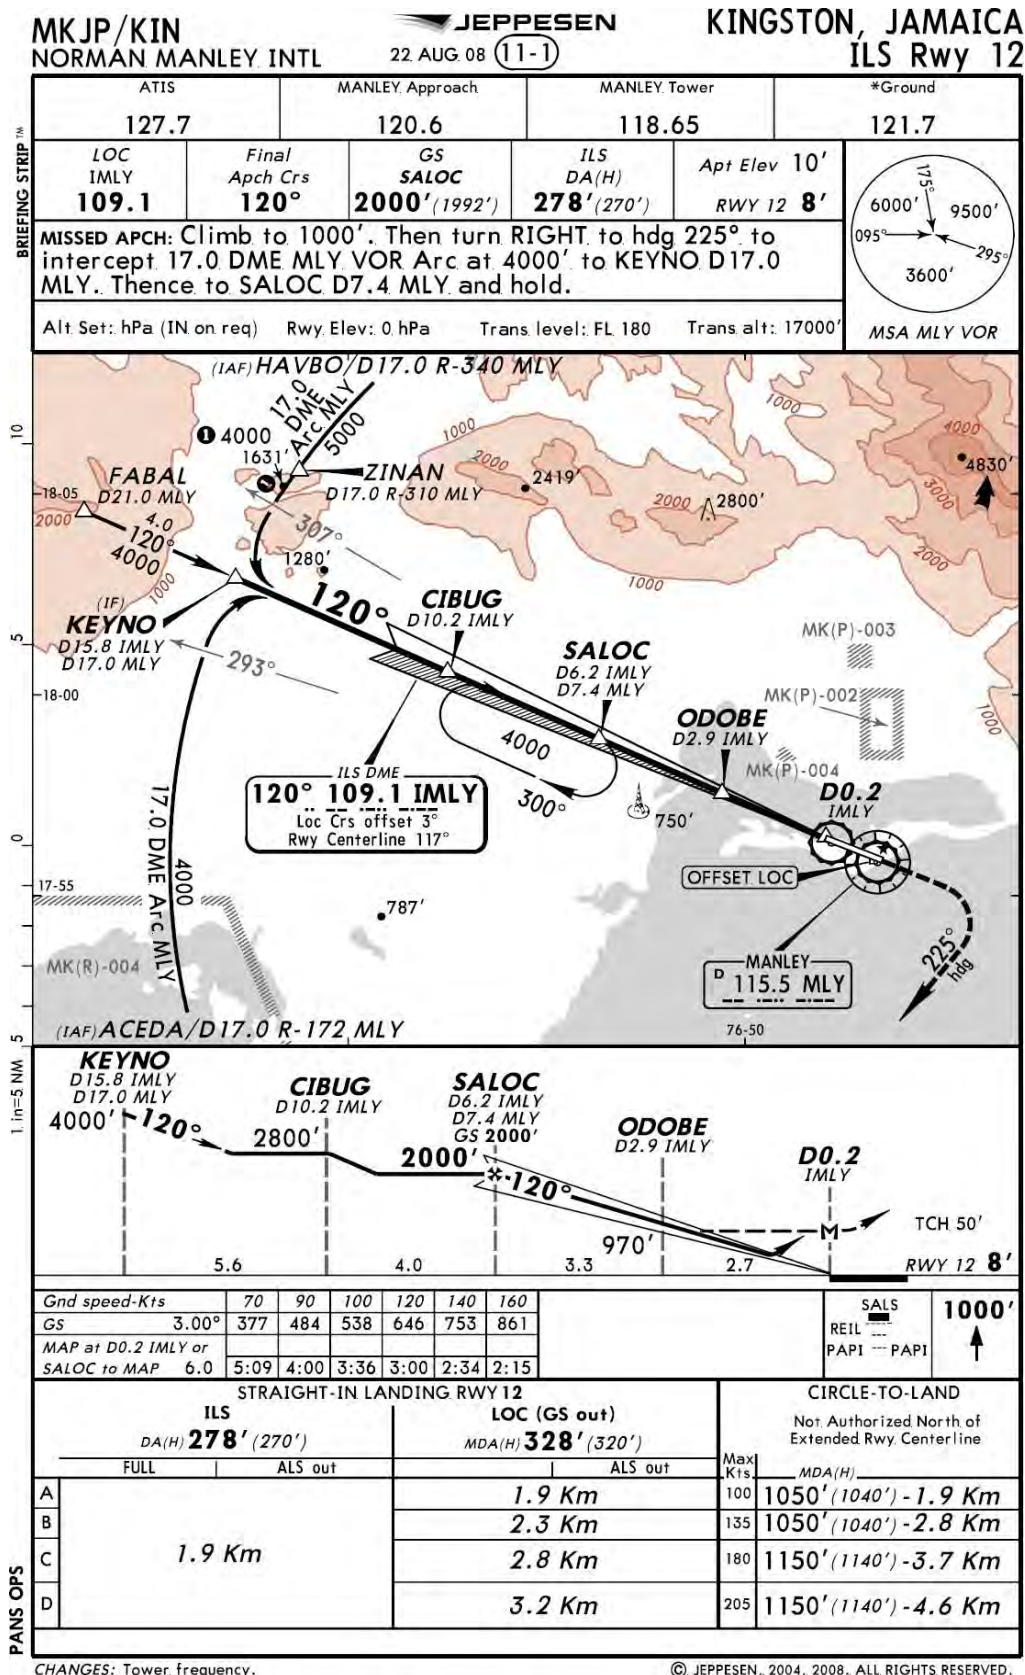 MKJP/KIN
NORMAN MANLEY INTL
JEPPESEN
22 AUG 08 11-1
KINGSTON, JAMAICA
ILS Rwy 12
BRIEFING STRIP™
ATIS
127.7
MANLEY Approach
120.6
MANLEY Tower
118.65
*Ground
121.7
LOC
IMLY
109.1
Final
Apch Crs
120°
GS
SALOC
2000' (1992')
ILS
DA(H)
278' (270')
Apt Elev 10'
RWY 12 8'
MISSED APCH: Climb to 1000'. Then turn RIGHT to hdg 225° to
intercept 17.0 DME MLY VOR Arc at 4000' to KEYNO D17.0
MLY. Thence to SALOC D7.4 MLY and hold.
Alt Set: hPa (IN on req) Rwy Elev: 0 hPa Trans level: FL 180 Trans alt: 17000'
175°
6000'
9500'
095°
295°
3600'
MSA MLY VOR
(IAF) HAVBO/D17.0 R-340 MLY
17.0
DME
Arc MLY
5000
1 4000
1631'
1
ZINAN
D17.0 R-310 MLY
FABAL
D21.0 MLY
18-05
2000
4.0
120°
4000
1000
307°
1280'
1000
2000
2419'
2000
2800'
1000
1000
4000
4830'
3000
2000
1000
10
5
0
5
1 in=5 NM
(IF)
KEYNO
D15.8 IMLY
D17.0 MLY
293°
18-00
120°
CIBUG
D10.2 IMLY
SALOC
D6.2 IMLY
D7.4 MLY
ODOBE
D2.9 IMLY
MK(P)-003
MK(P)-002
MK(P)-004
4000
300°
750'
ILS DME
120° 109.1 IMLY
Loc Crs offset 3°
Rwy Centerline 117°
D0.2
IMLY
OFFSET LOC
17.0 DME Arc MLY
4000
17-55
787'
MK(R)-004
MANLEY
D 115.5 MLY
225°
hdg
76-50
(IAF) ACEDA/D17.0 R-172 MLY
KEYNO
D15.8 IMLY
D17.0 MLY
4000'
120°
2800'
CIBUG
D10.2 IMLY
2000'
SALOC
D6.2 IMLY
D7.4 MLY
GS 2000'
120°
ODOBE
D2.9 IMLY
970'
D0.2
IMLY
M
TCH 50'
RWY 12 8'
5.6 4.0 3.3 2.7
Gnd speed-Kts 70 90 100 120 140 160
GS 3.00° 377 484 538 646 753 861
MAP at D0.2 IMLY or
SALOC to MAP 6.0 5:09 4:00 3:36 3:00 2:34 2:15
SALS
REIL
PAPI PAPI
1000'
STRAIGHT-IN LANDING RWY 12
ILS
DA(H) 278' (270')
FULL ALS out
LOC (GS out)
MDA(H) 328' (320')
ALS out
CIRCLE-TO-LAND
Not Authorized North of
Extended Rwy Centerline
Max
Kts MDA(H)
A 1.9 Km 100 1050' (1040') - 1.9 Km
B 2.3 Km 135 1050' (1040') - 2.8 Km
C 1.9 Km 2.8 Km 180 1150' (1140') - 3.7 Km
D 3.2 Km 205 1150' (1140') - 4.6 Km
PANS OPS
CHANGES: Tower frequency.
© JEPPESEN, 2004, 2008. ALL RIGHTS RESERVED.